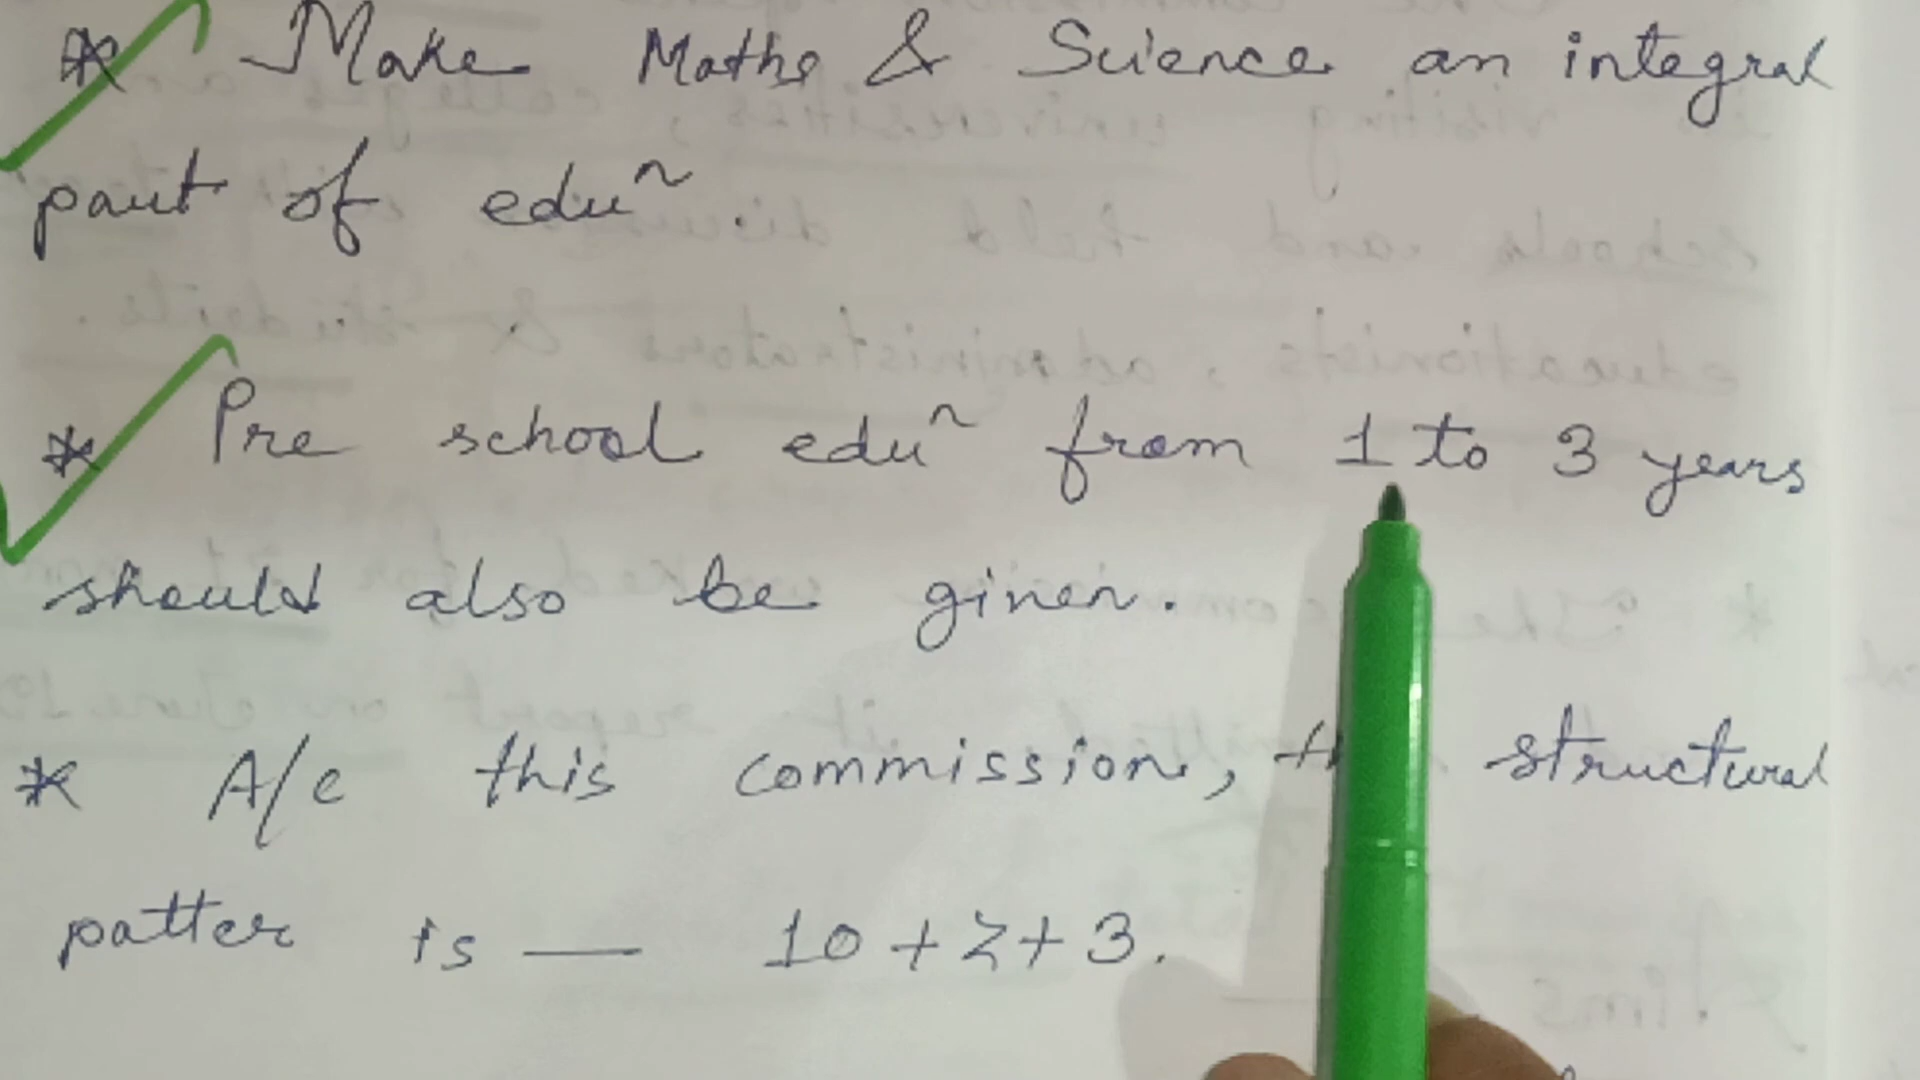 * Make Maths & Science an integral
part of eduⁿ.
* Pre school eduⁿ from 1 to 3 years
should also be given.
* A/c this commission, structural
patter is — 10+2+3.